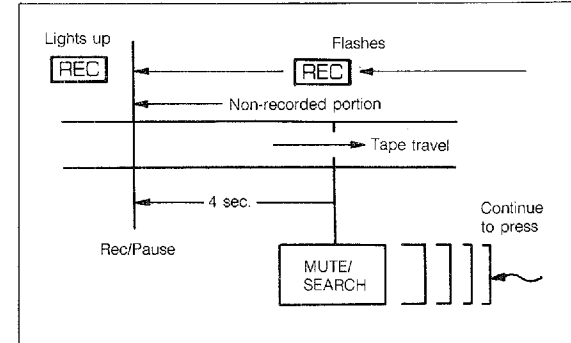 Lights up
Flashes
REC
REC
Non-recorded portion
Tape travel
4 sec.
Continue
to press
Rec/Pause
MUTE/
SEARCH